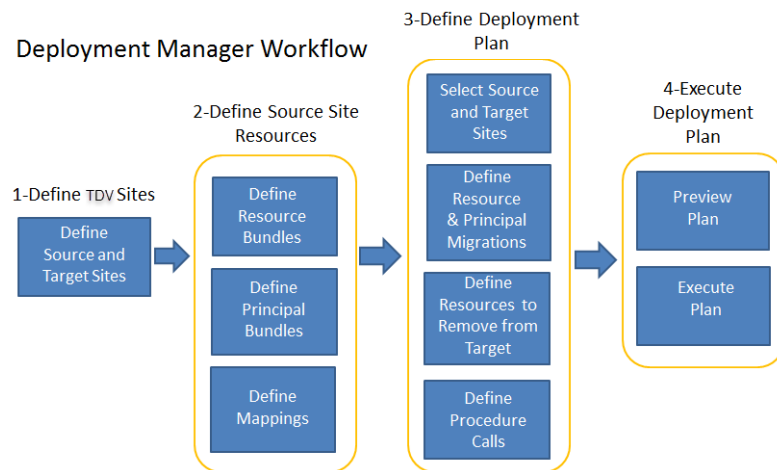 Deployment Manager Workflow
1-Define TDV Sites
Define
Source and
Target Sites
2-Define Source Site
Resources
Define
Resource
Bundles
Define
Principal
Bundles
Define
Mappings
3-Define Deployment
Plan
Select Source
and Target
Sites
Define
Resource
& Principal
Migrations
Define
Resources to
Remove from
Target
Define
Procedure
Calls
4-Execute
Deployment
Plan
Preview
Plan
Execute
Plan